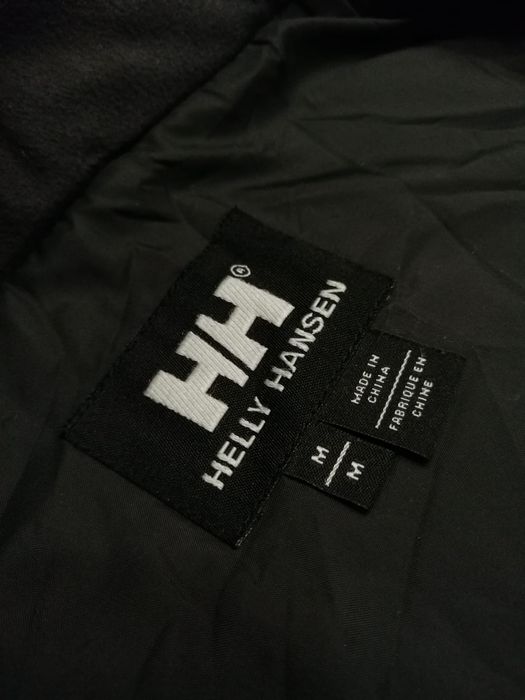 HH®
HELLY HANSEN
M
M
MADE IN
CHINA
FABRIQUE EN
CHINE